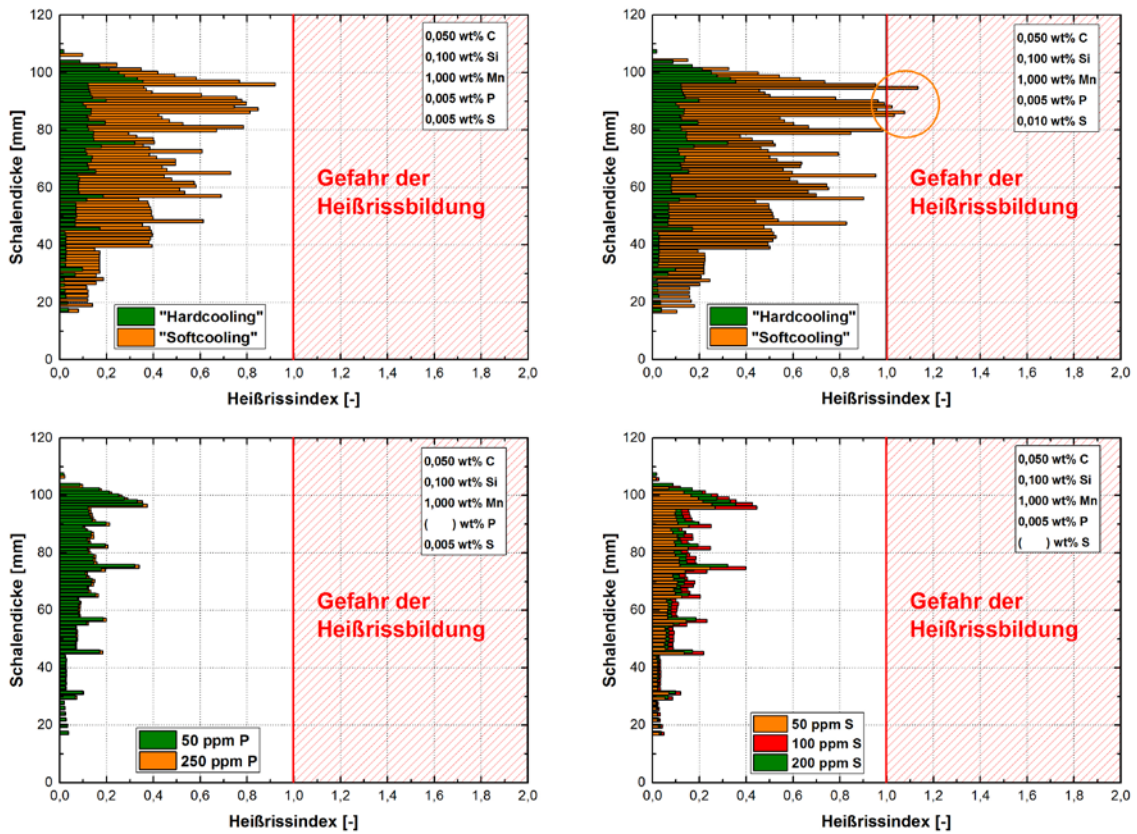 120
100
80
60
40
20
0
Schalendicke [mm]
0,050 wt% C
0,100 Si wt%
1,000 wt% Mn
0,005 wt% P
0,005 wt% S
Gefahr der
Heißrissbildung
"Hardcooling"
"Softcooling"
0,0 0,2 0,4 0,6 0,8 1,0 1,2 1,4 1,6 1,8 2,0
Heißrissindex [-]
120
100
80
60
40
20
0
Schalendicke [mm]
0,050 wt% C
0,100 wt% Si
1,000 wt% Mn
0,005 wt% P
0,010 wt% S
Gefahr der
Heißrissbildung
"Hardcooling"
"Softcooling"
0,0 0,2 0,4 0,6 0,8 1,0 1,2 1,4 1,6 1,8 2,0
Heißrissindex [-]
120
100
80
60
40
20
0
Schalendicke [mm]
0,050 wt% C
0,100 wt% Si
1,000 wt% Mn
( ) wt% P
0,005 wt% S
Gefahr der
Heißrissbildung
50 ppm P
250 ppm P
0,0 0,2 0,4 0,6 0,8 1,0 1,2 1,4 1,6 1,8 2,0
Heißrissindex [-]
120
100
80
60
40
20
0
Schalendicke [mm]
0,050 wt% C
0,100 wt% Si
1,000 wt% Mn
0,005 wt% P
( ) wt% S
Gefahr der
Heißrissbildung
50 ppm S
100 ppm S
200 ppm S
0,0 0,2 0,4 0,6 0,8 1,0 1,2 1,4 1,6 1,8 2,0
Heißrissindex [-]